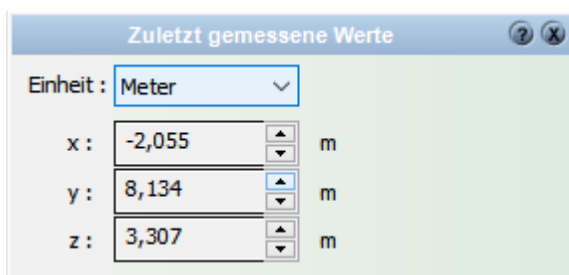 Zuletzt gemessene Werte
Einheit : Meter
x : -2,055 m
y : 8,134 m
z : 3,307 m